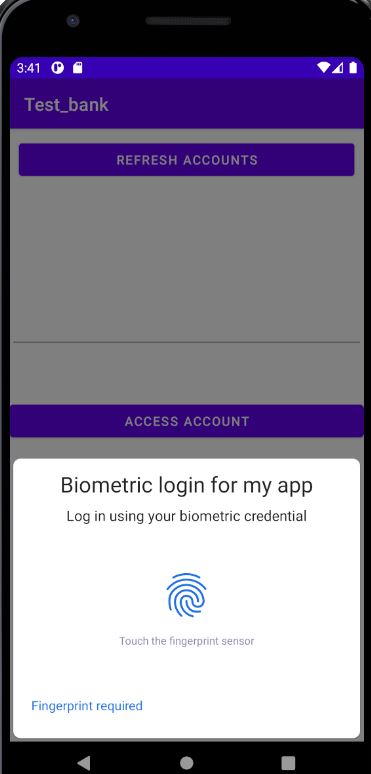 3:41
Test_bank
REFRESH ACCOUNTS
ACCESS ACCOUNT
Biometric login for my app
Log in using your biometric credential
Touch the fingerprint sensor
Fingerprint required